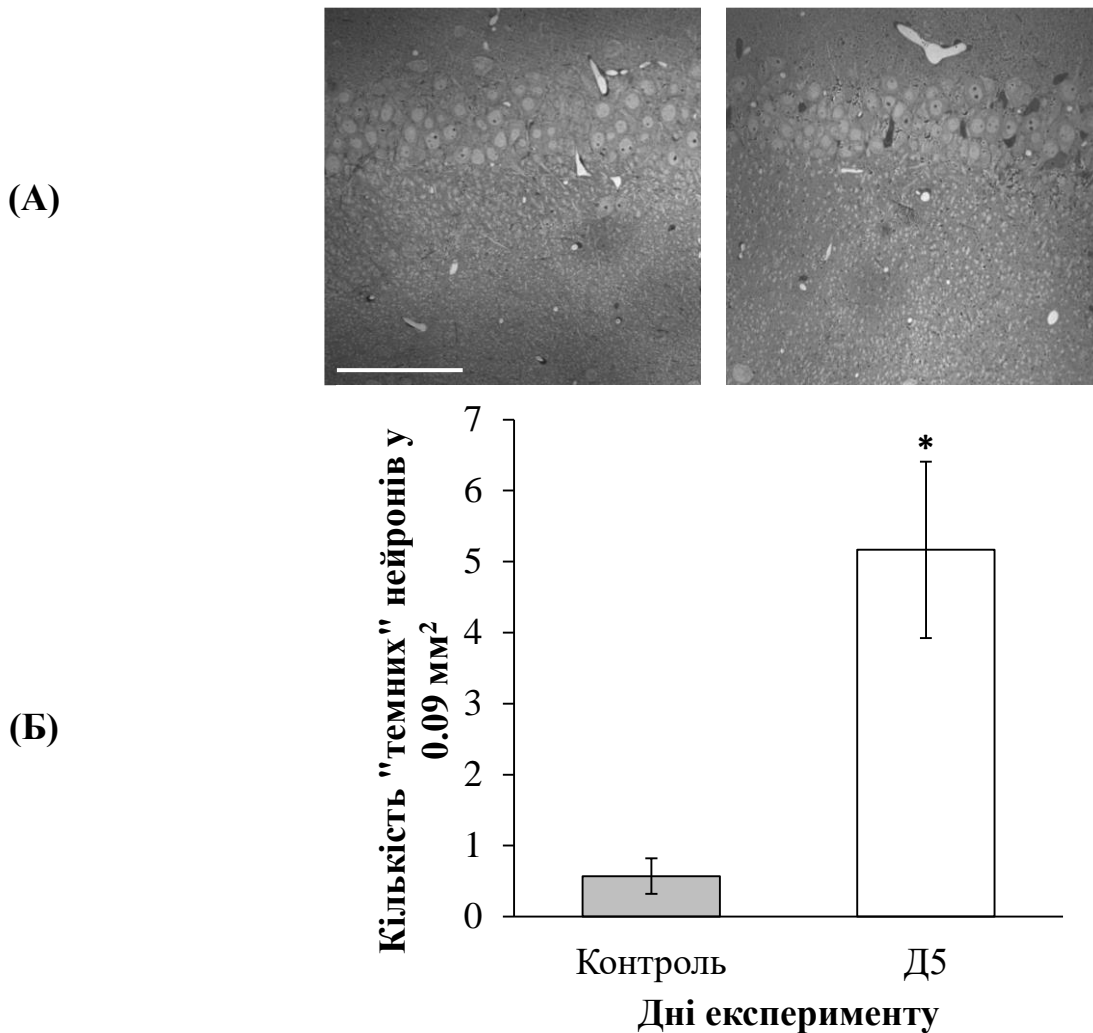 (А)
(Б)
Кількість "темних" нейронів у
0.09 мм²
7
6
5
4
3
2
1
0
*
Контроль
Д5
Дні експерименту